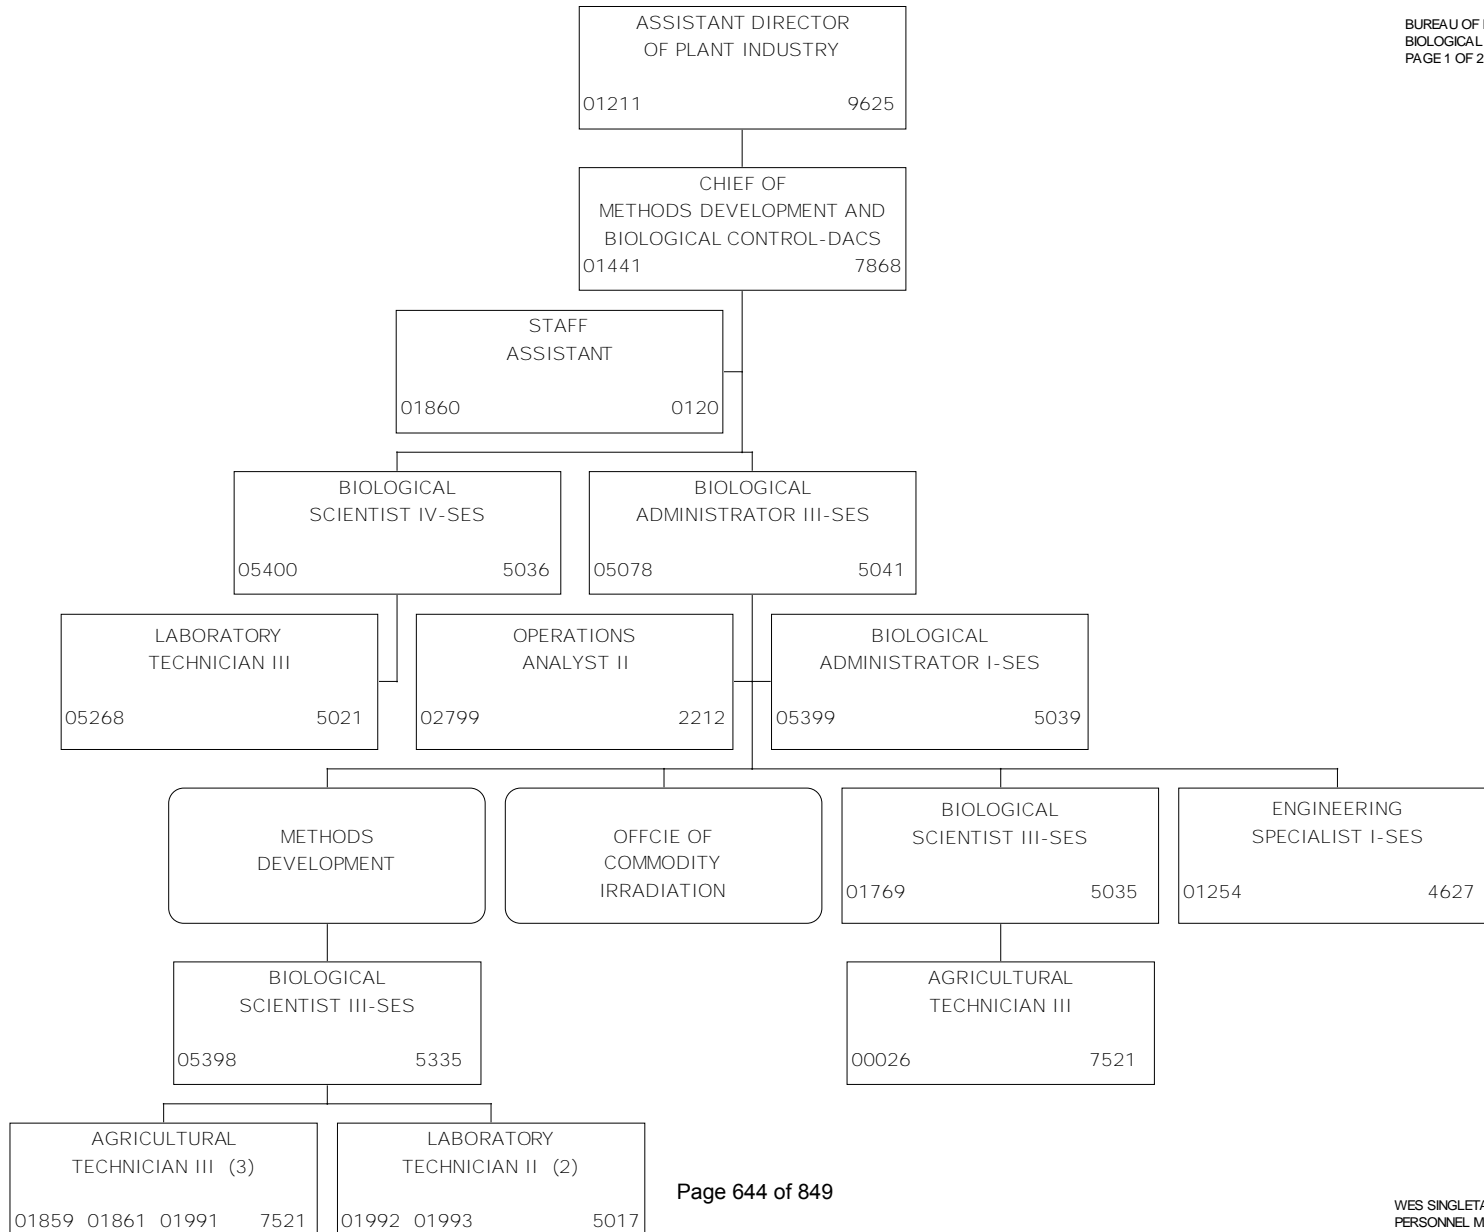 ASSISTANT DIRECTOR
OF PLANT INDUSTRY
01211 9625
BUREAU OF
BIOLOGICAL
PAGE 1 OF 2
CHIEF OF
METHODS DEVELOPMENT AND
BIOLOGICAL CONTROL-DACS
01441 7868
STAFF
ASSISTANT
01860 0120
BIOLOGICAL
SCIENTIST IV-SES
05400 5036
BIOLOGICAL
ADMINISTRATOR III-SES
05078 5041
LABORATORY
TECHNICIAN III
05268 5021
OPERATIONS
ANALYST II
02799 2212
BIOLOGICAL
ADMINISTRATOR I-SES
05399 5039
METHODS
DEVELOPMENT
OFFCIE OF
COMMODITY
IRRADIATION
BIOLOGICAL
SCIENTIST III-SES
01769 5035
ENGINEERING
SPECIALIST I-SES
01254 4627
BIOLOGICAL
SCIENTIST III-SES
05398 5335
AGRICULTURAL
TECHNICIAN III
00026 7521
AGRICULTURAL
TECHNICIAN III (3)
01859 01861 01991 7521
LABORATORY
TECHNICIAN II (2)
01992 01993 5017
Page 644 of 849
WES
PERSONNEL